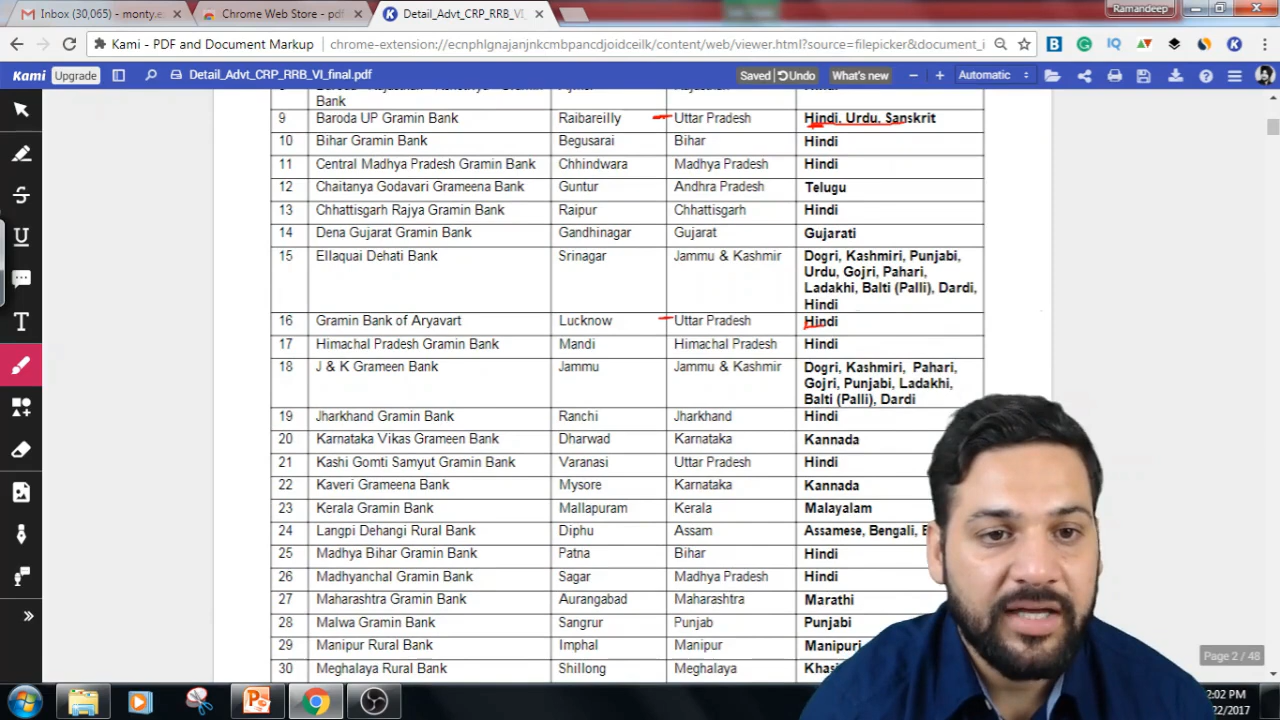 Inbox (30,065) - monty.e
Chrome Web Store - pdf
Detail_Advt_CRP_RRB_VI_
Ramandeep
Kami - PDF and Document Markup
chrome-extension://ecnphlgnajanjnkcmbpancdjoidceilk/content/web/viewer.html?source=filepicker&document_i
Kami Upgrade Detail_Advt_CRP_RRB_VI_final.pdf Saved Undo What's new Automatic
Bank
9 Baroda UP Gramin Bank Raibareilly Uttar Pradesh Hindi, Urdu, Sanskrit
10 Bihar Gramin Bank Begusarai Bihar Hindi
11 Central Madhya Pradesh Gramin Bank Chhindwara Madhya Pradesh Hindi
12 Chaitanya Godavari Grameena Bank Guntur Andhra Pradesh Telugu
13 Chhattisgarh Rajya Gramin Bank Raipur Chhattisgarh Hindi
14 Dena Gujarat Gramin Bank Gandhinagar Gujarat Gujarati
15 Ellaquai Dehati Bank Srinagar Jammu & Kashmir Dogri, Kashmiri, Punjabi,
Urdu, Gojri, Pahari,
Ladakhi, Balti (Palli), Dardi,
Hindi
16 Gramin Bank of Aryavart Lucknow Uttar Pradesh Hindi
17 Himachal Pradesh Gramin Bank Mandi Himachal Pradesh Hindi
18 J & K Grameen Bank Jammu Jammu & Kashmir Dogri, Kashmiri, Pahari,
Gojri, Punjabi, Ladakhi,
Balti (Palli), Dardi
19 Jharkhand Gramin Bank Ranchi Jharkhand Hindi
20 Karnataka Vikas Grameen Bank Dharwad Karnataka Kannada
21 Kashi Gomti Samyut Gramin Bank Varanasi Uttar Pradesh Hindi
22 Kaveri Grameena Bank Mysore Karnataka Kannada
23 Kerala Gramin Bank Mallapuram Kerala Malayalam
24 Langpi Dehangi Rural Bank Diphu Assam Assamese, Bengali,
25 Madhya Bihar Gramin Bank Patna Bihar Hindi
26 Madhyanchal Gramin Bank Sagar Madhya Pradesh Hindi
27 Maharashtra Gramin Bank Aurangabad Maharashtra Marathi
28 Malwa Gramin Bank Sangrur Punjab Punjabi
29 Manipur Rural Bank Imphal Manipur Manipuri
30 Meghalaya Rural Bank Shillong Meghalaya Khasi
Page 2 / 48
2:02 PM
22/2017